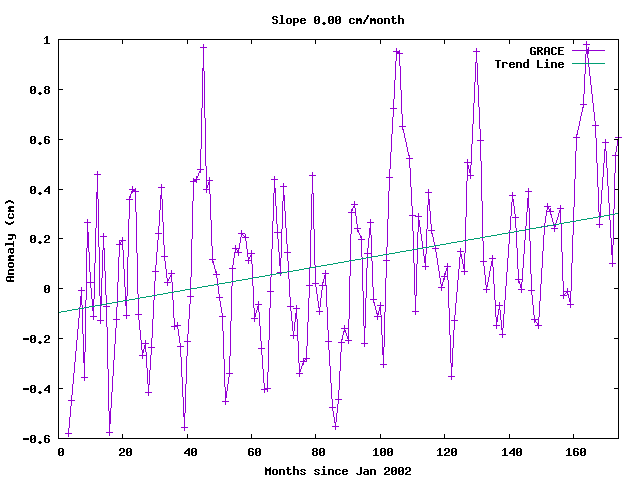 Slope 0.00 cm/month
GRACE
Trend Line
Anomaly (cm)
1
0.8
0.6
0.4
0.2
0
-0.2
-0.4
-0.6
0 20 40 60 80 100 120 140 160
Months since Jan 2002